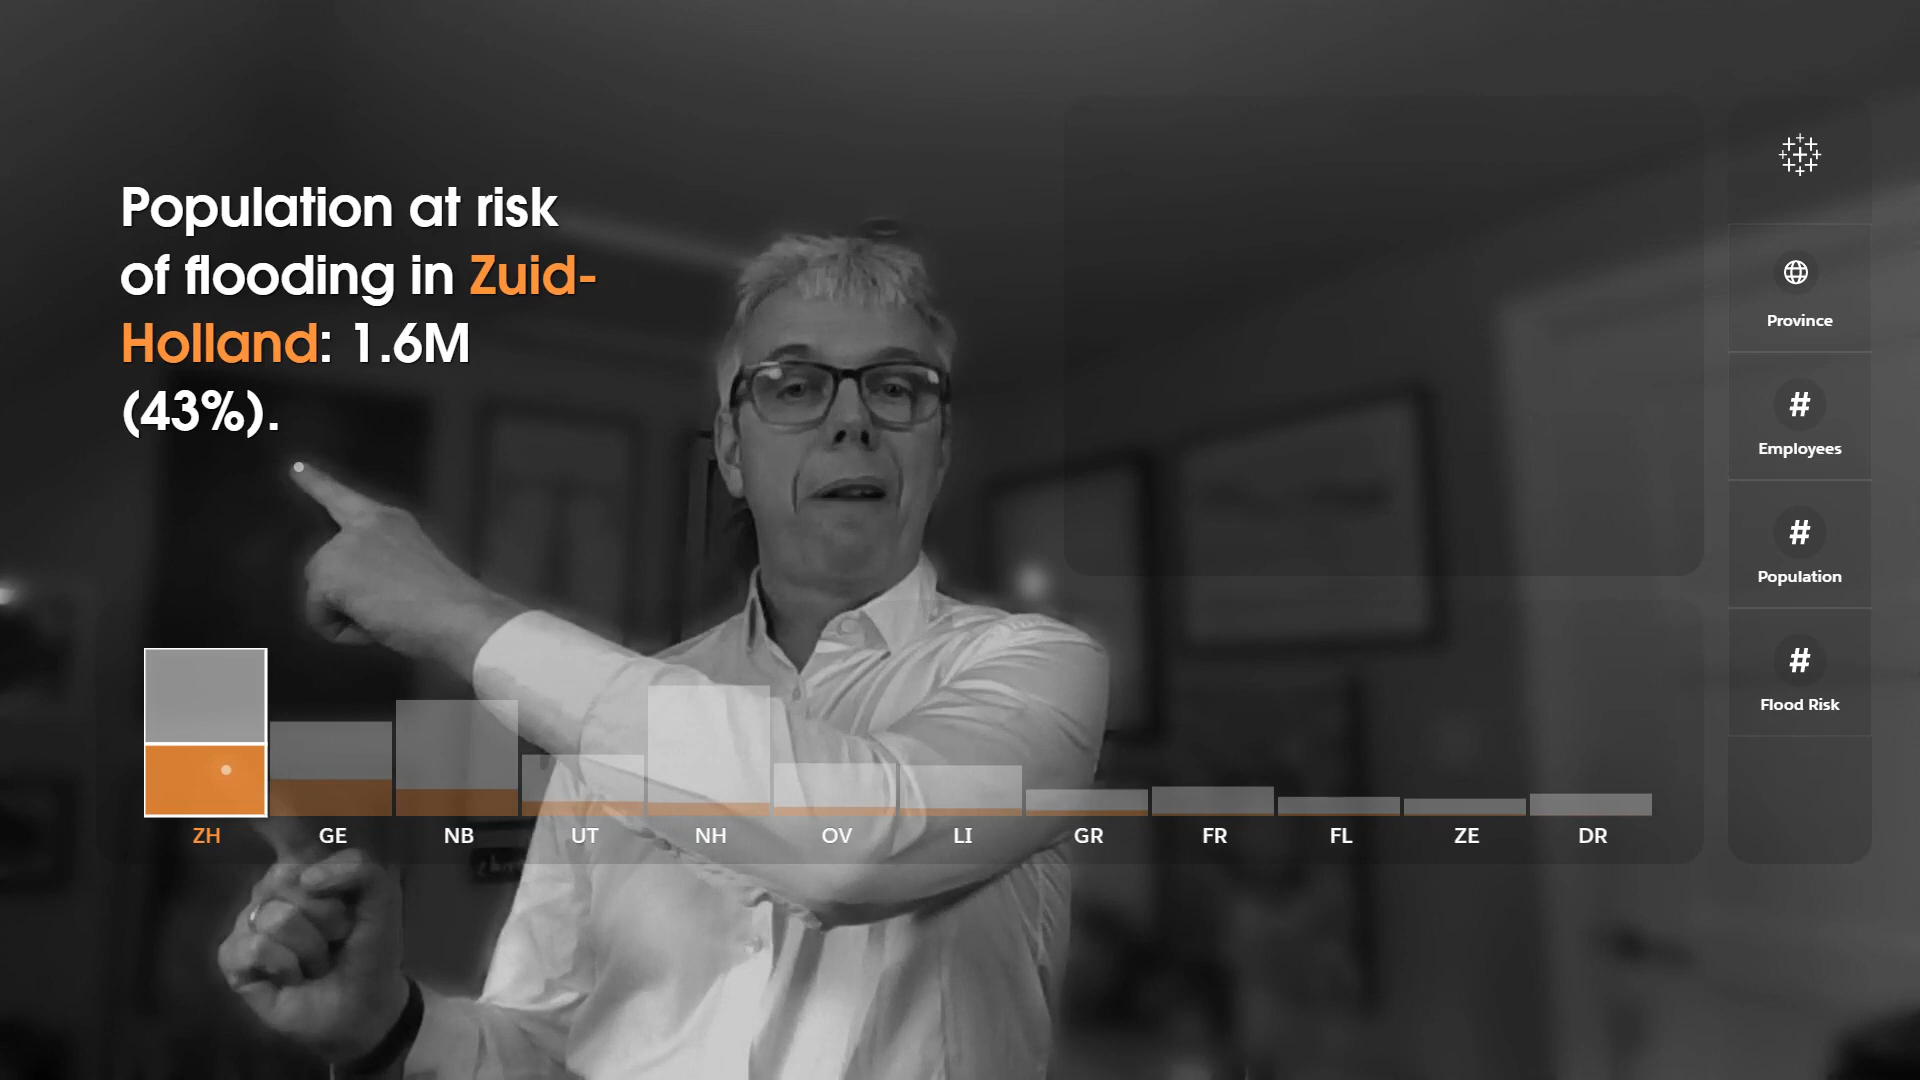 Population at risk
of flooding in Zuid-
Holland: 1.6M
(43%).
Province
#
Employees
#
Population
#
Flood Risk
ZH GE NB UT NH OV LI GR FR FL ZE DR